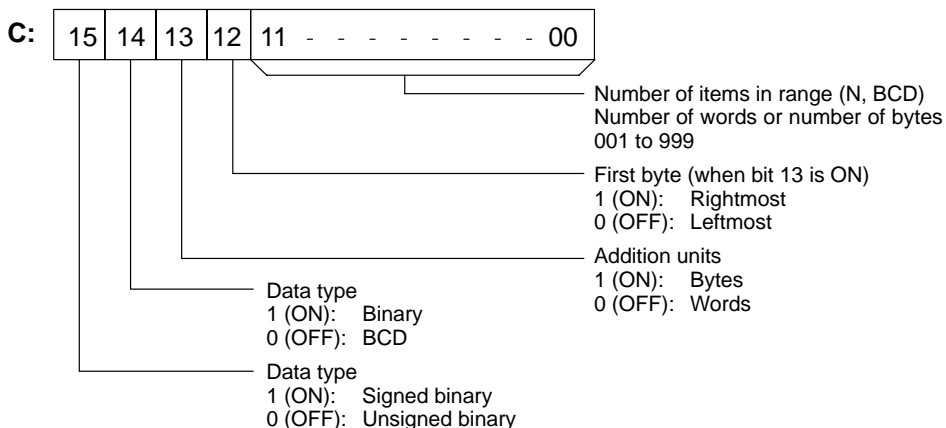 C: 15 14 13 12 11 - - - - - - - - 00
Number of items in range (N, BCD)
Number of words or number of bytes
001 to 999
First byte (when bit 13 is ON)
1 (ON): Rightmost
0 (OFF): Leftmost
Addition units
1 (ON): Bytes
0 (OFF): Words
Data type
1 (ON): Binary
0 (OFF): BCD
Data type
1 (ON): Signed binary
0 (OFF): Unsigned binary